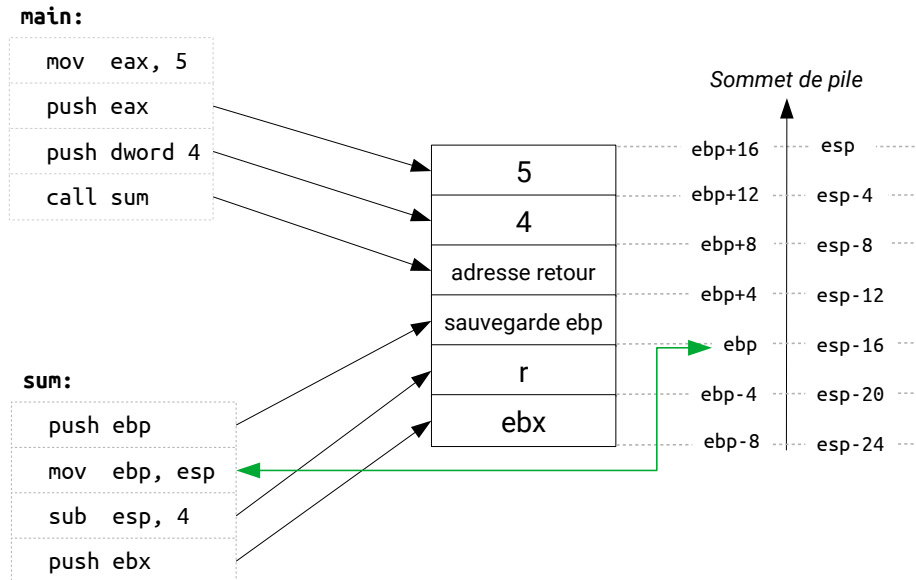 main:
mov eax, 5
push eax
push dword 4
call sum
sum:
push ebp
mov ebp, esp
sub esp, 4
push ebx
5
4
adresse retour
sauvegarde ebp
r
ebx
Sommet de pile
ebp+16 esp
ebp+12 esp-4
ebp+8 esp-8
ebp+4 esp-12
ebp esp-16
ebp-4 esp-20
ebp-8 esp-24